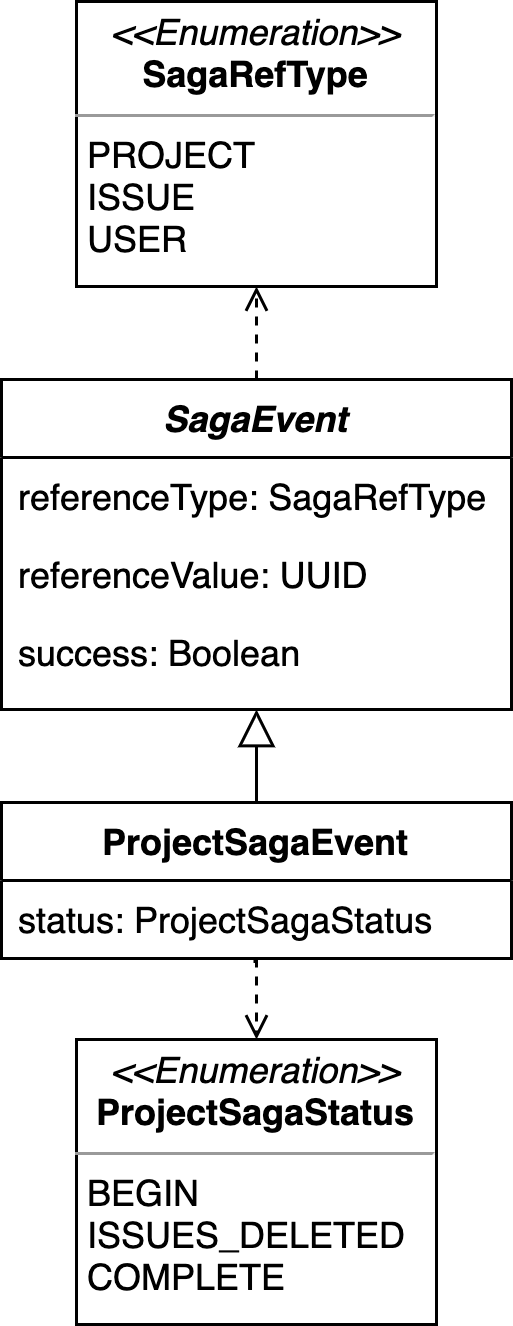 <<Enumeration>>
SagaRefType
PROJECT
ISSUE
USER
SagaEvent
referenceType: SagaRefType
referenceValue: UUID
success: Boolean
ProjectSagaEvent
status: ProjectSagaStatus
<<Enumeration>>
ProjectSagaStatus
BEGIN
ISSUES_DELETED
COMPLETE